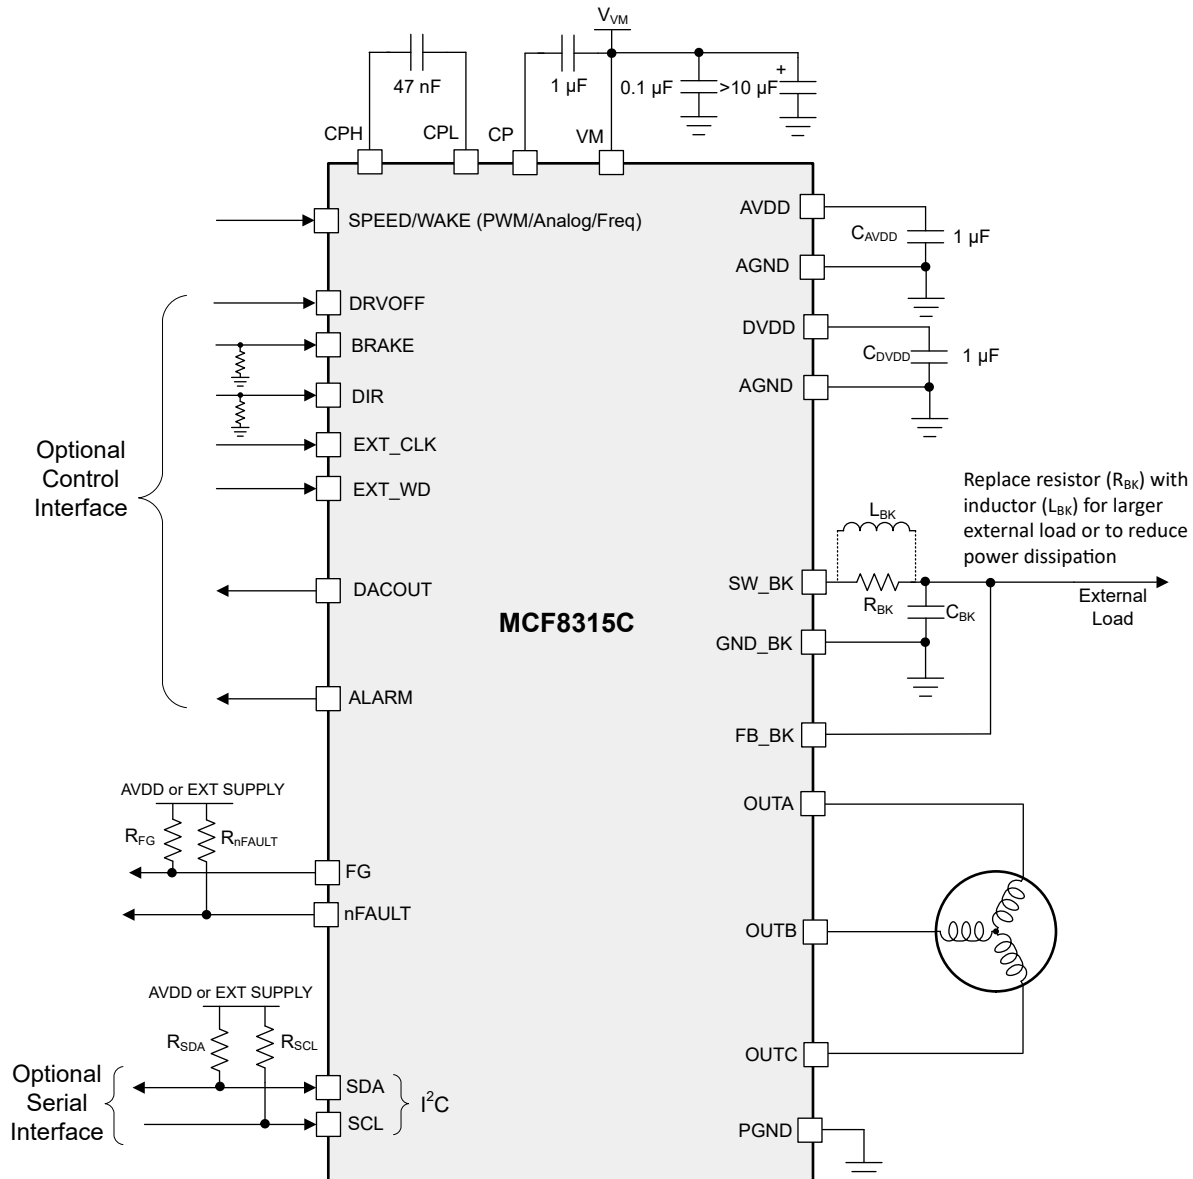 V_VM
47 nF
1 µF
0.1 µF
>10 µF
+
CPH
CPL
CP
VM
SPEED/WAKE (PWM/Analog/Freq)
AVDD
C_AVDD
1 µF
AGND
DRVOFF
DVDD
BRAKE
C_DVDD
1 µF
AGND
DIR
Optional
Control
Interface
EXT_CLK
EXT_WD
Replace resistor (R_BK) with
inductor (L_BK) for larger
external load or to reduce
power dissipation
L_BK
DACOUT
SW_BK
R_BK
C_BK
External
Load
MCF8315C
GND_BK
ALARM
FB_BK
AVDD or EXT SUPPLY
OUTA
R_FG
R_nFAULT
FG
nFAULT
OUTB
AVDD or EXT SUPPLY
R_SDA
R_SCL
OUTC
Optional
Serial
Interface
SDA
SCL
I²C
PGND